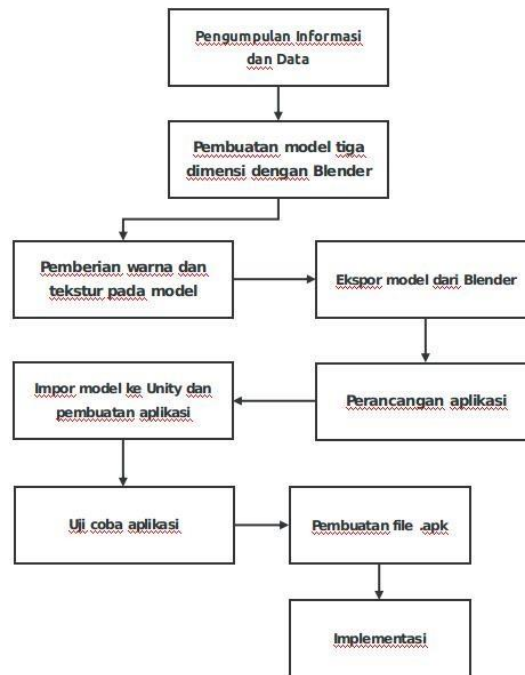 Pengumpulan Informasi
dan Data
Pembuatan model tiga
dimensi dengan Blender
Pemberian warna dan
tekstur pada model
Ekspor model dari Blender
Perancangan aplikasi
Impor model ke Unity dan
pembuatan aplikasi
Uji coba aplikasi
Pembuatan file .apk
Implementasi